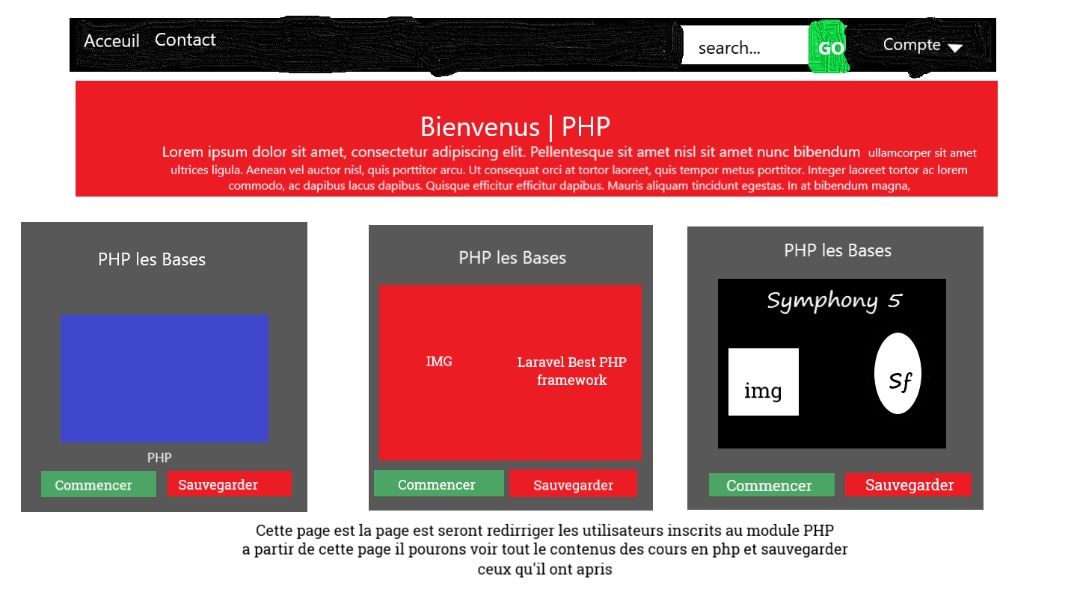 Acceuil Contact search... GO Compte
Bienvenus | PHP
Lorem ipsum dolor sit amet, consectetur adipiscing elit. Pellentesque sit amet nisl sit amet nunc bibendum ullamcorper sit amet
ultrices ligula. Aenean vel auctor nisl, quis porttitor arcu. Ut consequat orci at tortor laoreet, quis tempor metus porttitor. Integer laoreet tortor ac lorem
commodo, ac dapibus lacus dapibus. Quisque efficitur efficitur dapibus. Mauris aliquam tincidunt egestas. In at bibendum magna,
PHP les Bases
PHP
Commencer Sauvegarder
PHP les Bases
IMG
Laravel Best PHP
framework
Commencer Sauvegarder
PHP les Bases
Symphony 5
img
Sf
Commencer Sauvegarder
Cette page est la page est seront redirriger les utilisateurs inscrits au module PHP
a partir de cette page il pourons voir tout le contenus des cours en php et sauvegarder
ceux qu'il ont apris